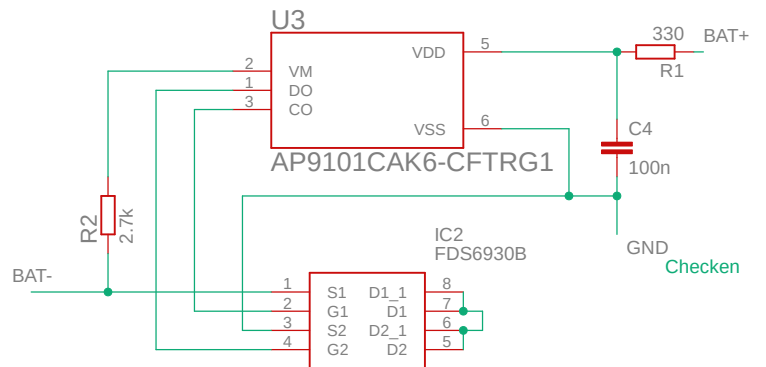 U3
330
BAT+
R1
5
VDD
2
VM
1
DO
3
CO
6
VSS
C4
100n
AP9101CAK6-CFTRG1
R2
2.7k
GND
Checken
IC2
FDS6930B
BAT-
1
S1
D1_1
8
2
G1
D1
7
3
S2
D2_1
6
4
G2
D2
5